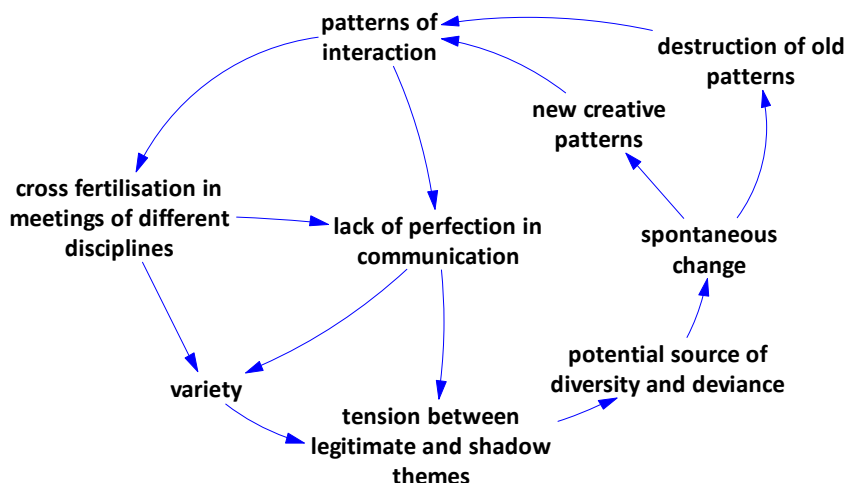 patterns of
interaction
destruction of old
patterns
new creative
patterns
cross fertilisation in
meetings of different
disciplines
lack of perfection in
communication
spontaneous
change
potential source of
diversity and deviance
variety
tension between
legitimate and shadow
themes